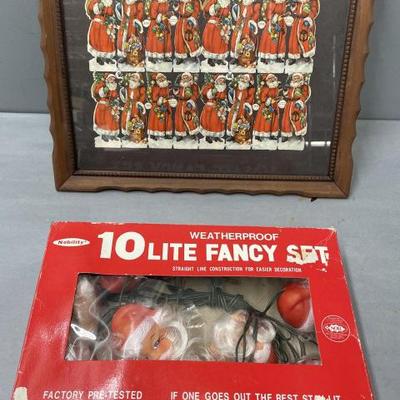 Nobility
WEATHERPROOF
10 LITE FANCY SET
STRAIGHT LINE CONSTRUCTION FOR EASIER DECORATION
FACTORY PRE-TESTED
IF ONE GOES OUT THE REST STAY LIT